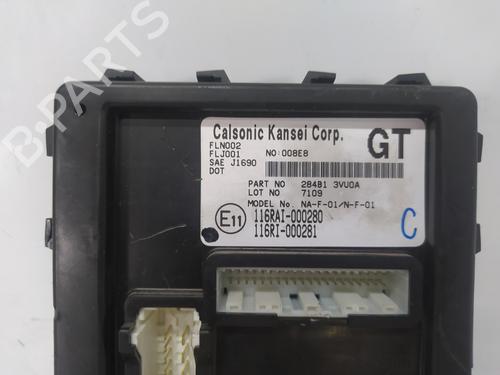 B-PARTS
Calsonic Kansei Corp.
GT
FLN002
FLJ001 NO:008E8
SAE J1690
DOT
PART NO 284B1 3VU0A
LOT NO 7109
MODEL No. NA-F-01/N-F-01
E11
116RAI-000280
116RI-000281
C